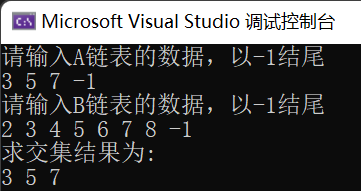 Microsoft Visual Studio 调试控制台
请输入A链表的数据，以-1结尾
3 5 7 -1
请输入B链表的数据，以-1结尾
2 3 4 5 6 7 8 -1
求交集结果为:
3 5 7